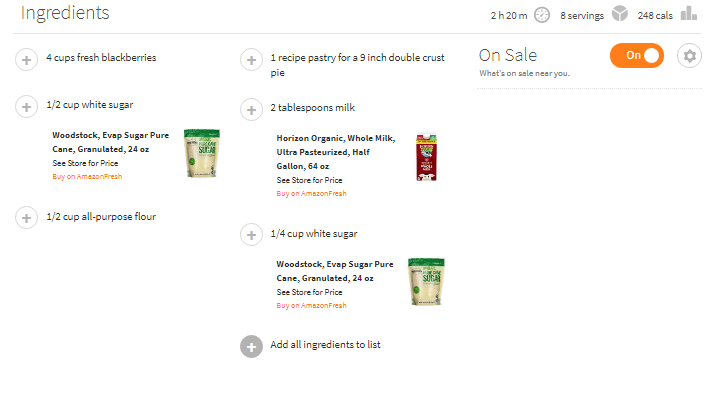 Ingredients
2 h 20 m
8 servings
248 cals
4 cups fresh blackberries
1/2 cup white sugar
Woodstock, Evap Sugar Pure
Cane, Granulated, 24 oz
See Store for Price
Buy on AmazonFresh
SUGAR
1/2 cup all-purpose flour
1 recipe pastry for a 9 inch double crust
pie
2 tablespoons milk
Horizon Organic, Whole Milk,
Ultra Pasteurized, Half
Gallon, 64 oz
See Store for Price
Buy on AmazonFresh
1/4 cup white sugar
Woodstock, Evap Sugar Pure
Cane, Granulated, 24 oz
See Store for Price
Buy on AmazonFresh
SUGAR
Add all ingredients to list
On Sale
What's on sale near you.
On